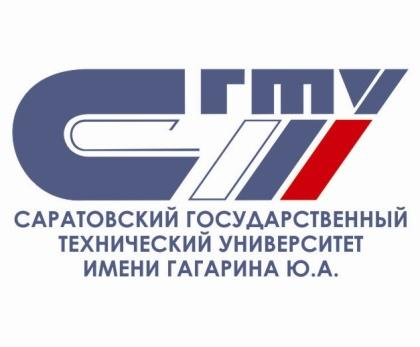 СГТУ
САРАТОВСКИЙ ГОСУДАРСТВЕННЫЙ
ТЕХНИЧЕСКИЙ УНИВЕРСИТЕТ
ИМЕНИ ГАГАРИНА Ю.А.